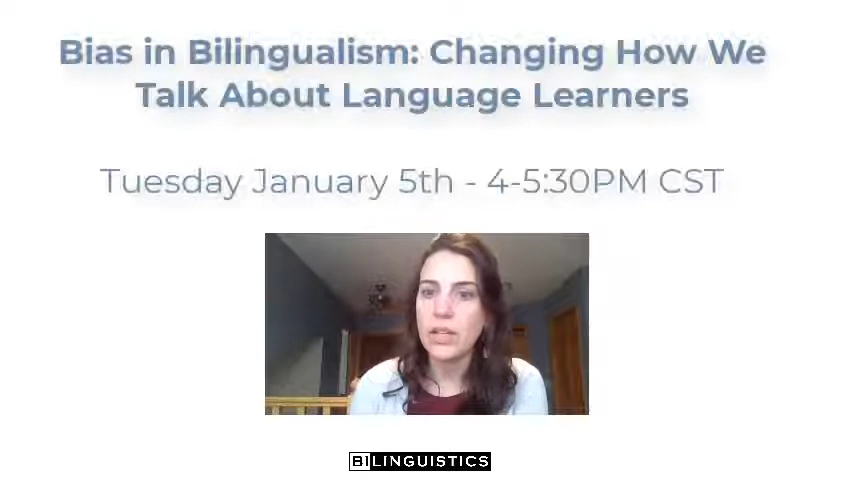 Bias in Bilingualism: Changing How We
Talk About Language Learners
Tuesday January 5th - 4-5:30PM CST
BILINGUISTICS